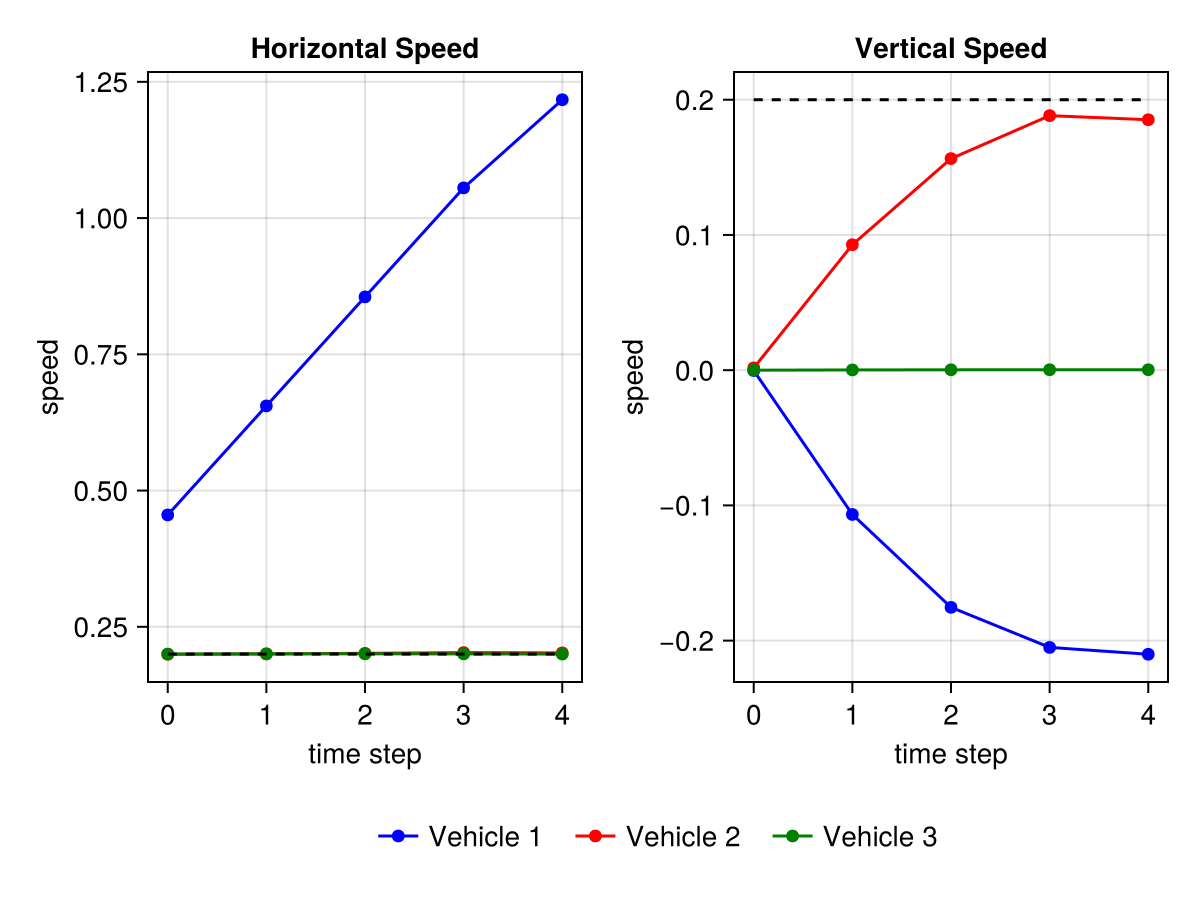 Horizontal Speed
1.25
1.00
0.75
0.50
0.25
speed
0 1 2 3 4
time step
Vertical Speed
0.2
0.1
0.0
−0.1
−0.2
speed
0 1 2 3 4
time step
Vehicle 1 Vehicle 2 Vehicle 3